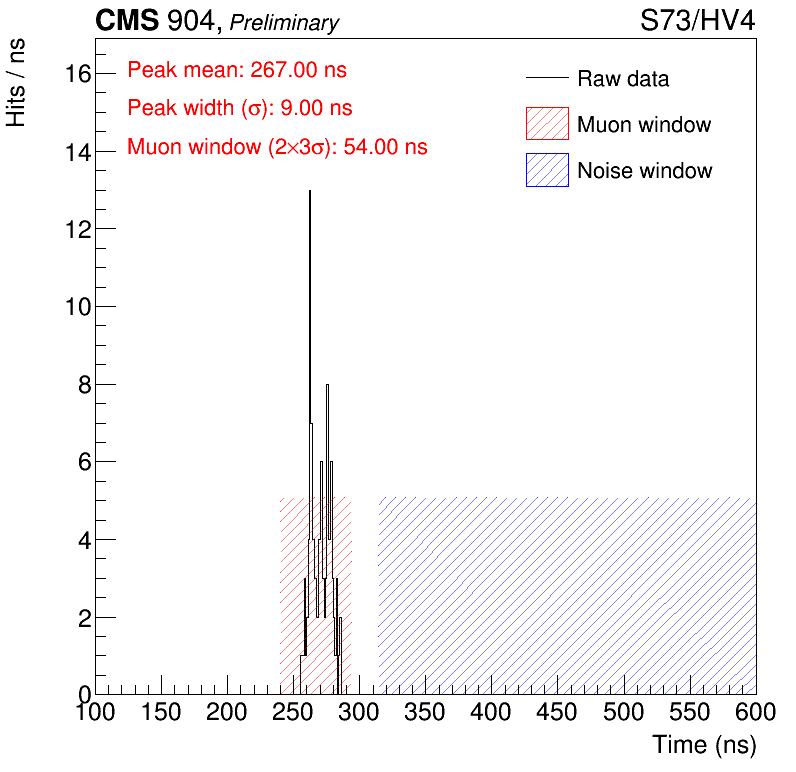 CMS 904, Preliminary
S73/HV4
Hits / ns
Peak mean: 267.00 ns
Peak width (σ): 9.00 ns
Muon window (2×3σ): 54.00 ns
Raw data
Muon window
Noise window
16
14
12
10
8
6
4
2
0
100 150 200 250 300 350 400 450 500 550 600
Time (ns)